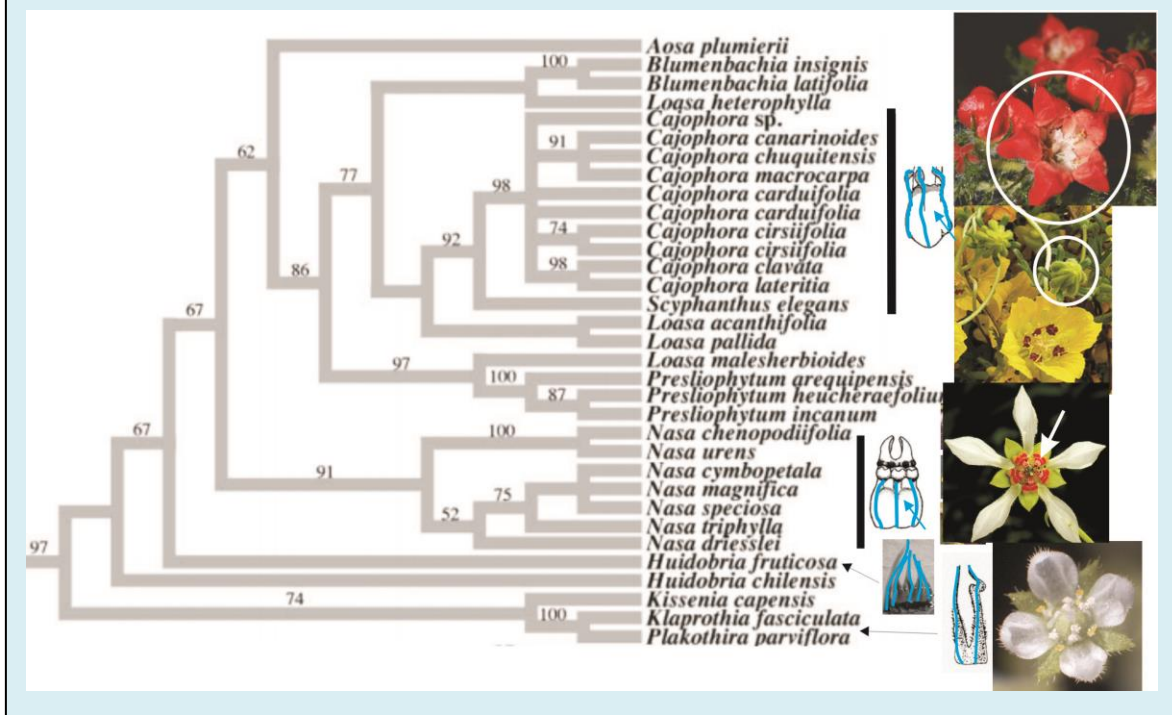 Aosa plumierii
100
Blumenbachia insignis
Blumenbachia latifolia
Loasa heterophylla
Cajophora sp.
91
Cajophora canarinoides
Cajophora chuquitensis
62
77
Cajophora macrocarpa
98
Cajophora carduifolia
Cajophora carduifolia
74
Cajophora cirsiifolia
92
Cajophora cirsiifolia
98
Cajophora clavata
86
Cajophora lateritia
Scyphanthus elegans
67
Loasa acanthifolia
Loasa pallida
97
Loasa malesherbioides
100
Presliophytum arequipensis
87
Presliophytum heucheraefolium
Presliophytum incanum
67
100
Nasa chenopodiifolia
Nasa urens
91
Nasa cymbopetala
75
Nasa magnifica
Nasa speciosa
52
Nasa triphylla
Nasa driesslei
97
Huidobria fruticosa
Huidobria chilensis
74
Kissenia capensis
100
Klaprothia fasciculata
Plakothira parviflora